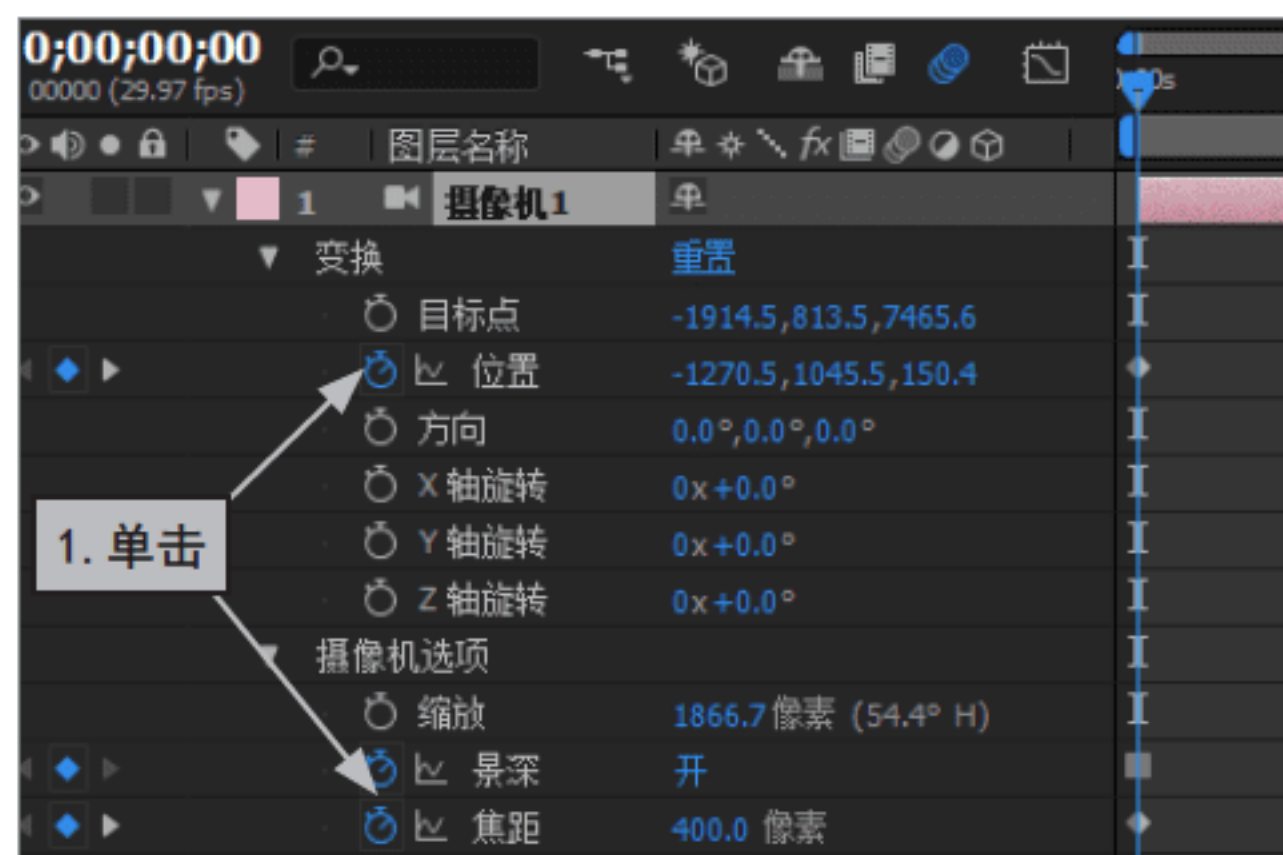 0;00;00;00
00000 (29.97 fps)
# 图层名称 fx
1 摄像机1
变换 重置
目标点 -1914.5,813.5,7465.6
位置 -1270.5,1045.5,150.4
方向 0.0°,0.0°,0.0°
X 轴旋转 0x+0.0°
1. 单击
Y 轴旋转 0x+0.0°
Z 轴旋转 0x+0.0°
摄像机选项
缩放 1866.7 像素 (54.4° H)
景深 开
焦距 400.0 像素